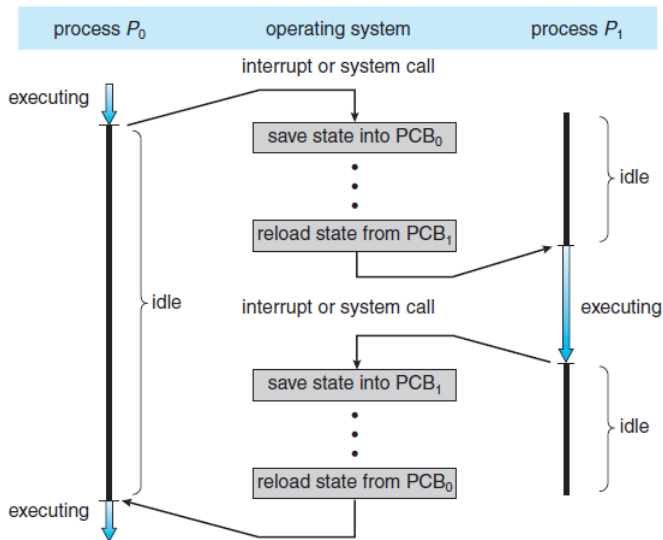 process P₀ operating system process P₁
interrupt or system call
executing
save state into PCB₀
idle
reload state from PCB₁
idle
interrupt or system call
executing
save state into PCB₁
idle
reload state from PCB₀
executing